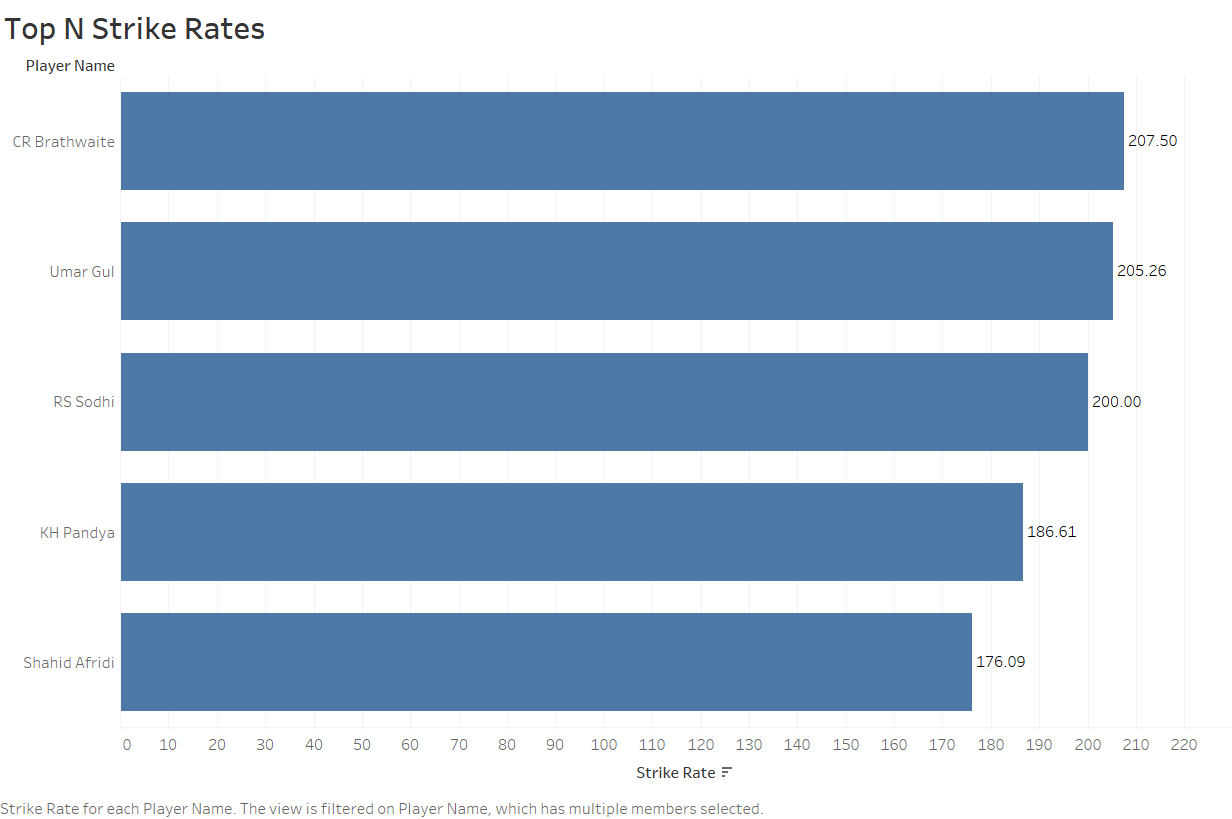 Top N Strike Rates
Player Name
CR Brathwaite 207.50
Umar Gul 205.26
RS Sodhi 200.00
KH Pandya 186.61
Shahid Afridi 176.09
0 10 20 30 40 50 60 70 80 90 100 110 120 130 140 150 160 170 180 190 200 210 220
Strike Rate
Strike Rate for each Player Name. The view is filtered on Player Name, which has multiple members selected.